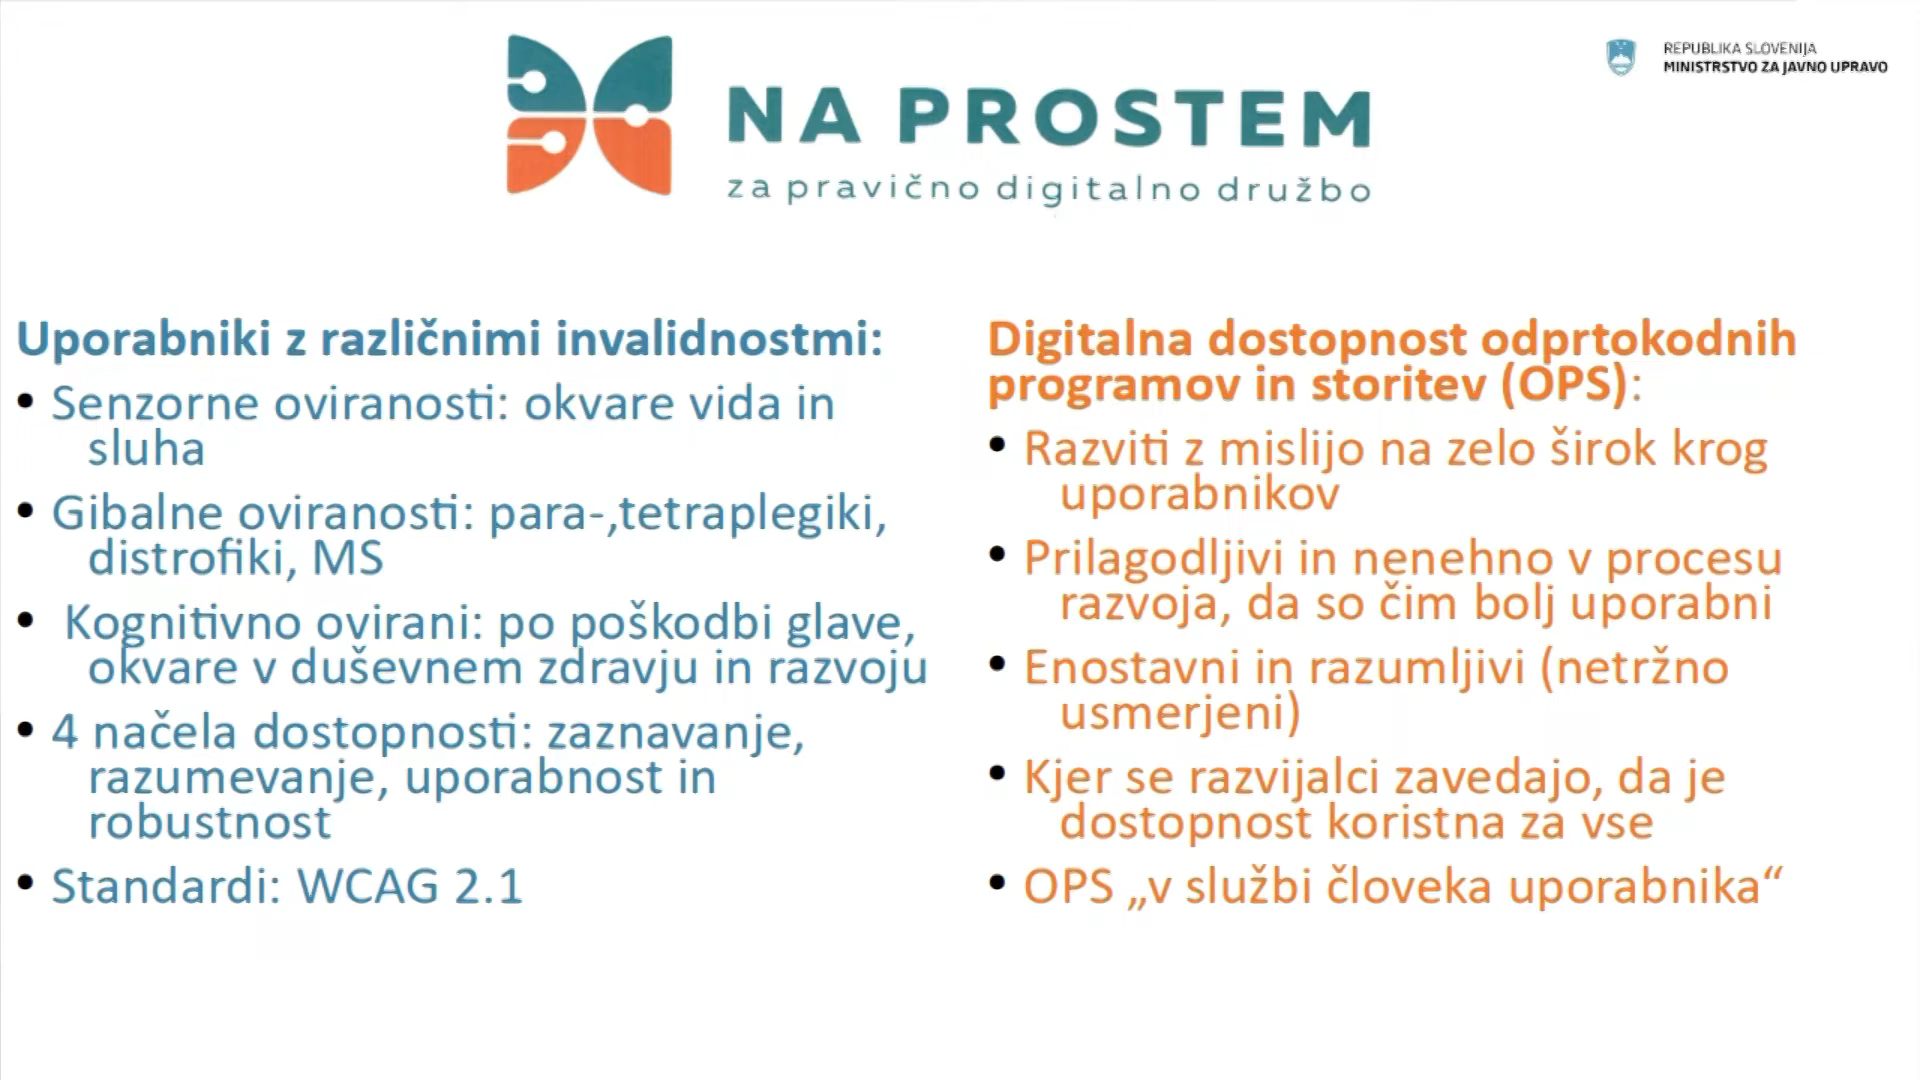 NA PROSTEM
za pravično digitalno družbo
REPUBLIKA SLOVENIJA
MINISTRSTVO ZA JAVNO UPRAVO
Uporabniki z različnimi invalidnostmi:
• Senzorne oviranosti: okvare vida in
sluha
• Gibalne oviranosti: para-,tetraplegiki,
distrofiki, MS
• Kognitivno ovirani: po poškodbi glave,
okvare v duševnem zdravju in razvoju
• 4 načela dostopnosti: zaznavanje,
razumevanje, uporabnost in
robustnost
• Standardi: WCAG 2.1
Digitalna dostopnost odprtokodnih
programov in storitev (OPS):
• Razviti z mislijo na zelo širok krog
uporabnikov
• Prilagodljivi in nenehno v procesu
razvoja, da so čim bolj uporabni
• Enostavni in razumljivi (netržno
usmerjeni)
• Kjer se razvijalci zavedajo, da je
dostopnost koristna za vse
• OPS „v službi človeka uporabnika“